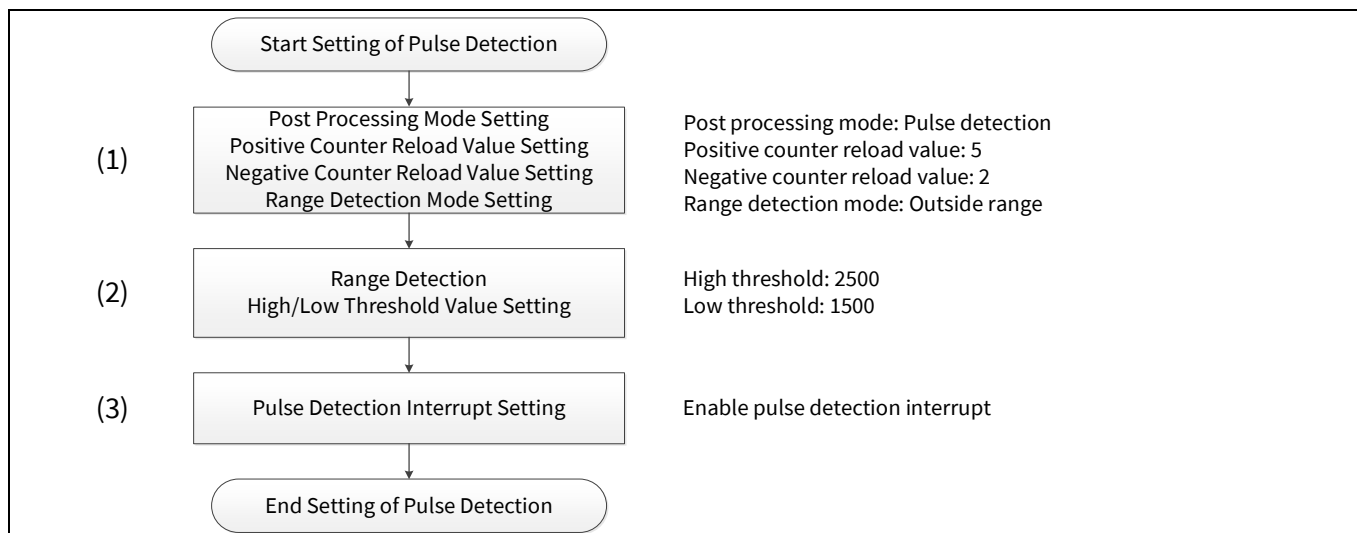 Start Setting of Pulse Detection
(1)
Post Processing Mode Setting
Positive Counter Reload Value Setting
Negative Counter Reload Value Setting
Range Detection Mode Setting
Post processing mode: Pulse detection
Positive counter reload value: 5
Negative counter reload value: 2
Range detection mode: Outside range
(2)
Range Detection
High/Low Threshold Value Setting
High threshold: 2500
Low threshold: 1500
(3)
Pulse Detection Interrupt Setting
Enable pulse detection interrupt
End Setting of Pulse Detection